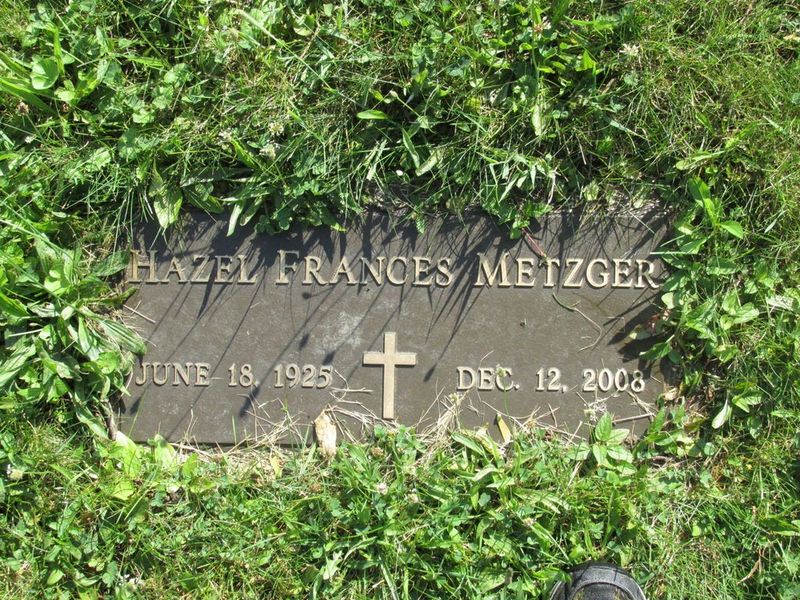 HAZEL FRANCES METZGER
JUNE 18, 1925 DEC. 12, 2008